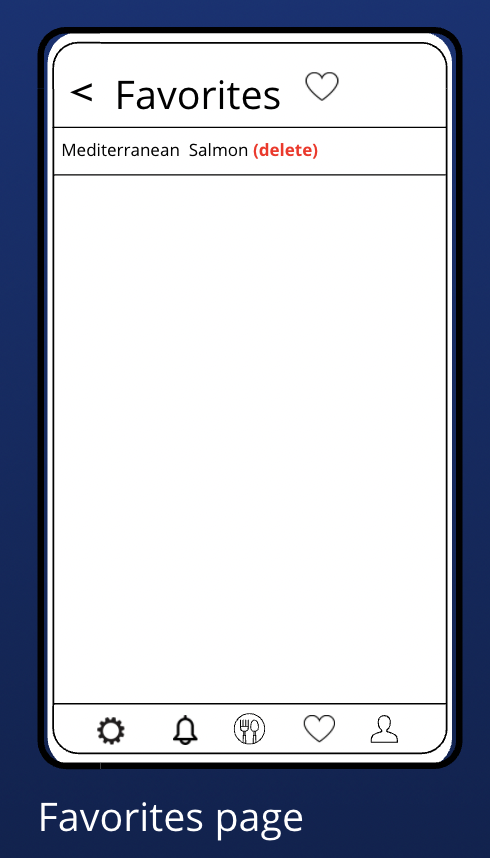 < Favorites
Mediterranean Salmon (delete)
Favorites page